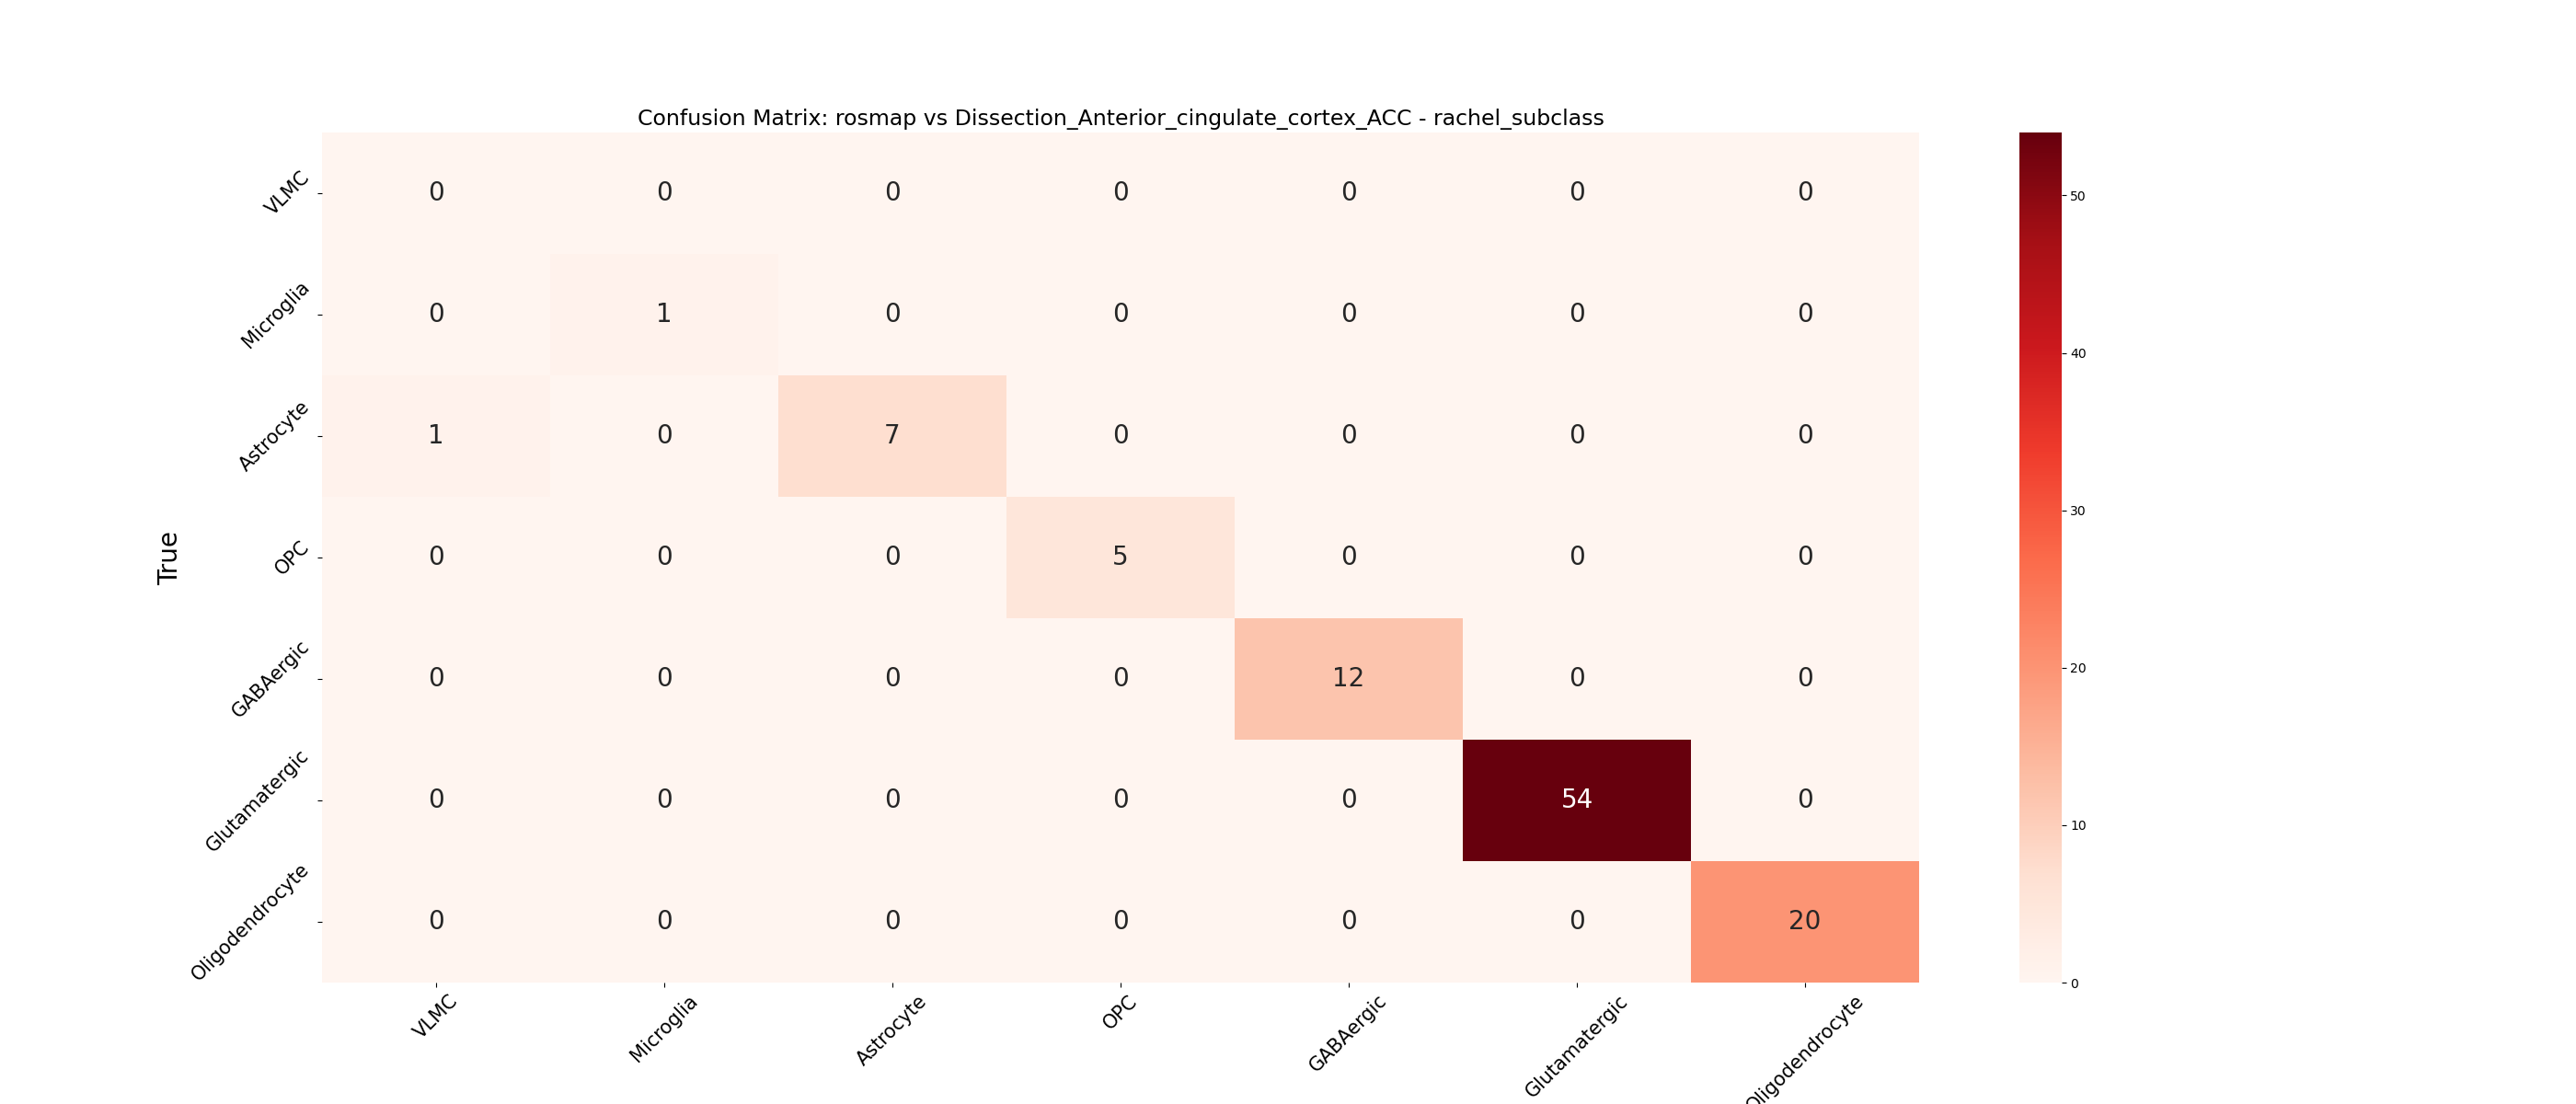 Confusion Matrix: rosmap vs Dissection_Anterior_cingulate_cortex_ACC - rachel_subclass
True
VLMC 0 0 0 0 0 0 0
Microglia 0 1 0 0 0 0 0
Astrocyte 1 0 7 0 0 0 0
OPC 0 0 0 5 0 0 0
GABAergic 0 0 0 0 12 0 0
Glutamatergic 0 0 0 0 0 54 0
Oligodendrocyte 0 0 0 0 0 0 20
VLMC Microglia Astrocyte OPC GABAergic Glutamatergic Oligodendrocyte
50
40
30
20
10
0